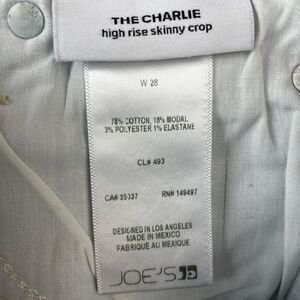 THE CHARLIE
high rise skinny crop
W 28
78% COTTON, 18% MODAL
3% POLYESTER 1% ELASTANE
CL# 493
CA# 35037 RN# 149497
DESIGNED IN LOS ANGELES
MADE IN MEXICO
FABRIQUÉ AU MEXIQUE
JOE'S